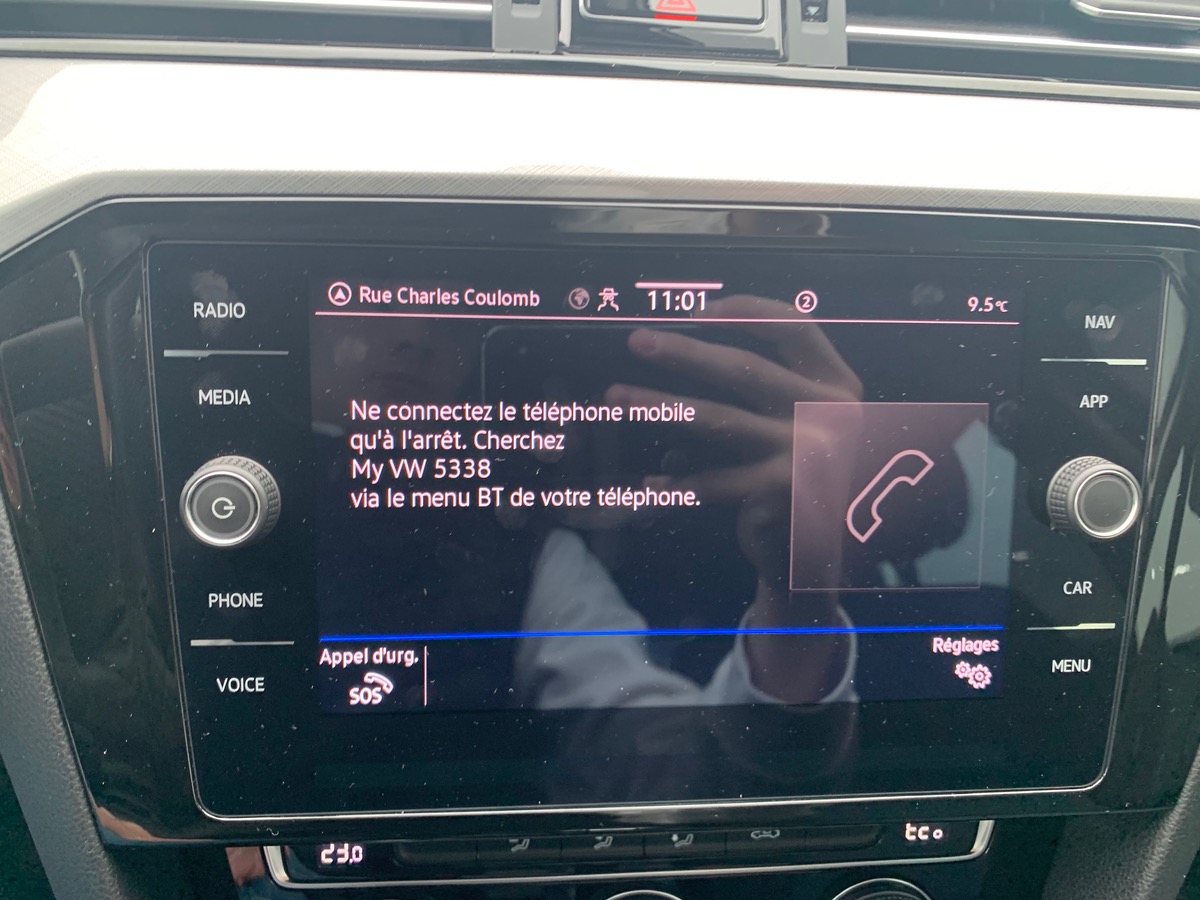 Rue Charles Coulomb 11:01 2 9.5°C
RADIO
MEDIA
PHONE
VOICE
Ne connectez le téléphone mobile
qu'à l'arrêt. Cherchez
My VW 5338
via le menu BT de votre téléphone.
Appel d'urg.
SOS
Réglages
NAV
APP
CAR
MENU
23.0